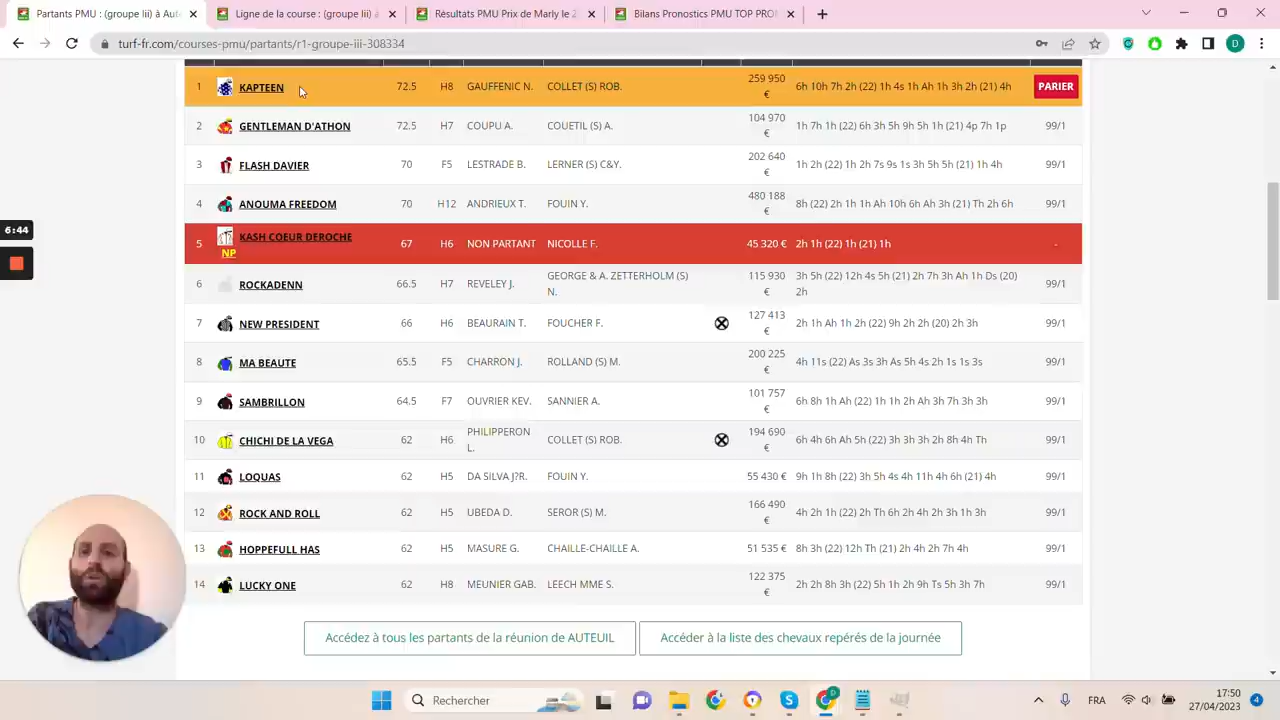 Partants PMU : (groupe Iii) à Aute
Ligne de course : (groupe Iii) à
Résultats PMU Prix de Marly le 2
Bilans Pronostics PMU TOP PRO
turf-fr.com/courses-pmu/partants/r1-groupe-iii-308334
D
1 KAPTEEN 72.5 H8 GAUFFENIC N. COLLET (S) ROB. 259 950 € 6h 10h 7h 2h (22) 1h 4s 1h Ah 1h 3h 2h (21) 4h PARIER
2 GENTLEMAN D'ATHON 72.5 H7 COUPU A. COUETIL (S) A. 104 970 € 1h 7h 1h (22) 6h 3h 5h 9h 5h 1h (21) 4p 7h 1p 99/1
3 FLASH DAVIER 70 F5 LESTRADE B. LERNER (S) C&Y. 202 640 € 1h 2h (22) 1h 2h 7s 9s 1s 3h 5h 5h (21) 1h 4h 99/1
4 ANOUMA FREEDOM 70 H12 ANDRIEUX T. FOUIN Y. 480 188 € 8h (22) 2h 1h 1h Ah 10h 6h Ah 3h (21) Th 2h 6h 99/1
5 KASH COEUR DEROCHE NP 67 H6 NON PARTANT NICOLLE F. 45 320 € 2h 1h (22) 1h (21) 1h -
6 ROCKADENN 66.5 H7 REVELEY J. GEORGE & A. ZETTERHOLM (S) N. 115 930 € 3h 5h (22) 12h 4s 5h (21) 2h 7h 3h Ah 1h Ds (20) 2h 99/1
7 NEW PRESIDENT 66 H6 BEAURAIN T. FOUCHER F. 127 413 € 2h 1h Ah 1h 2h (22) 9h 2h 2h (20) 2h 3h 99/1
8 MA BEAUTE 65.5 F5 CHARRON J. ROLLAND (S) M. 200 225 € 4h 11s (22) As 3s 3h As 5h 4s 2h 1s 1s 3s 99/1
9 SAMBRILLON 64.5 F7 OUVRIER KEV. SANNIER A. 101 757 € 6h 8h 1h Ah (22) 1h 1h 2h Ah 3h 7h 3h 3h 99/1
10 CHICHI DE LA VEGA 62 H6 PHILIPPERON L. COLLET (S) ROB. 194 690 € 6h 4h 6h Ah 5h (22) 3h 3h 3h 2h 8h 4h Th 99/1
11 LOQUAS 62 H5 DA SILVA J?R. FOUIN Y. 55 430 € 9h 1h 8h (22) 3h 5h 4s 4h 11h 4h 6h (21) 4h 99/1
12 ROCK AND ROLL 62 H5 UBEDA D. SEROR (S) M. 166 490 € 4h 2h 1h (22) 2h Th 6h 2h 4h 2h 3h 1h 3h 99/1
13 HOPPEFULL HAS 62 H5 MASURE G. CHAILLE-CHAILLE A. 51 535 € 8h 3h (22) 12h Th (21) 2h 4h 2h 7h 4h 99/1
14 LUCKY ONE 62 H8 MEUNIER GAB. LEECH MME S. 122 375 € 2h 2h 8h 3h (22) 5h 1h 2h 9h Ts 5h 3h 7h 99/1
6:44
Accédez à tous les partants de la réunion de AUTEUIL
Accéder à la liste des chevaux repérés de la journée
Rechercher
FRA
17:50
27/04/2023
4